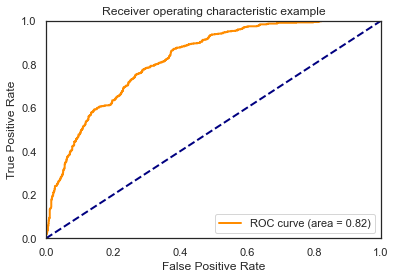 Receiver operating characteristic example
True Positive Rate
1.0
0.8
0.6
0.4
0.2
0.0
ROC curve (area = 0.82)
0.0 0.2 0.4 0.6 0.8 1.0
False Positive Rate